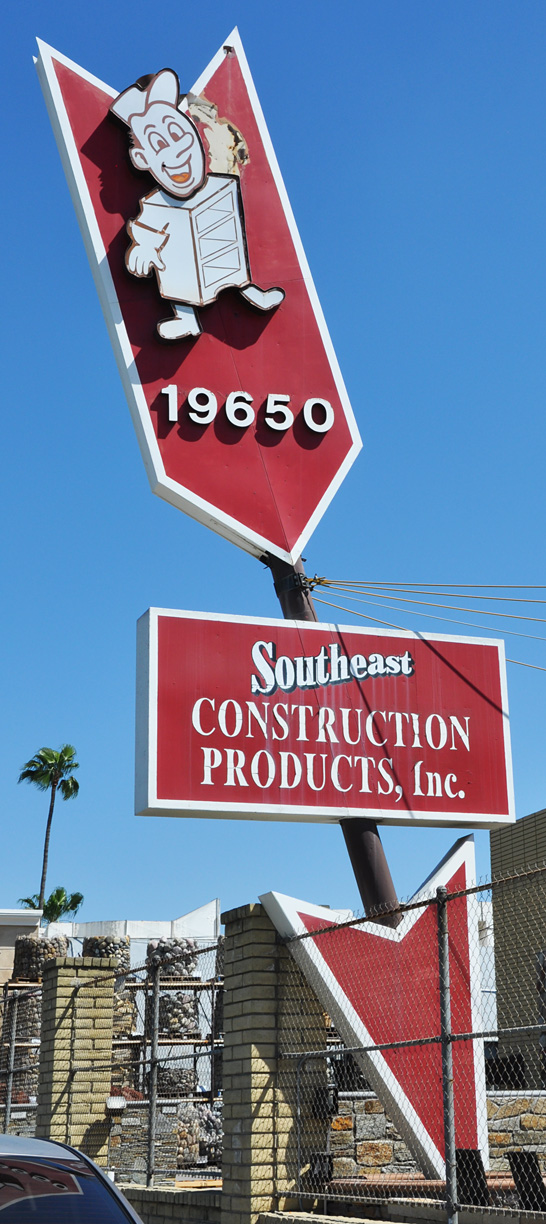 19650
Southeast
CONSTRUCTION
PRODUCTS, Inc.